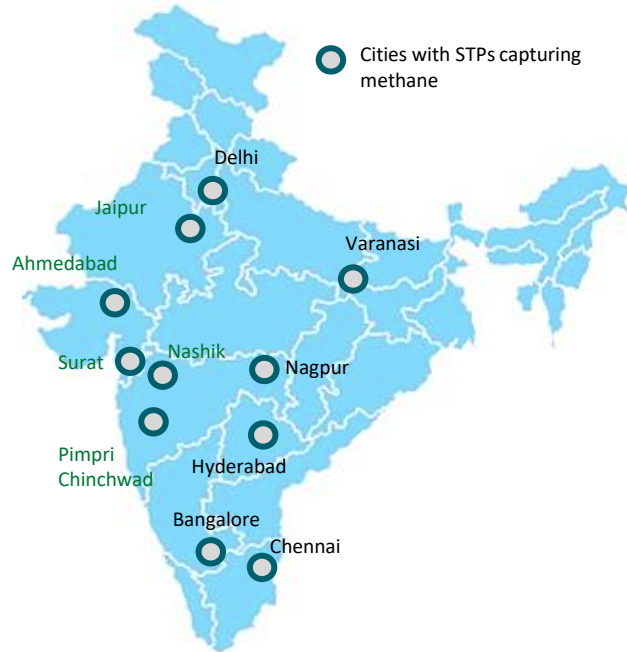 Cities with STPs capturing
methane
Delhi
Jaipur
Varanasi
Ahmedabad
Surat
Nashik
Nagpur
Pimpri
Chinchwad
Hyderabad
Bangalore
Chennai